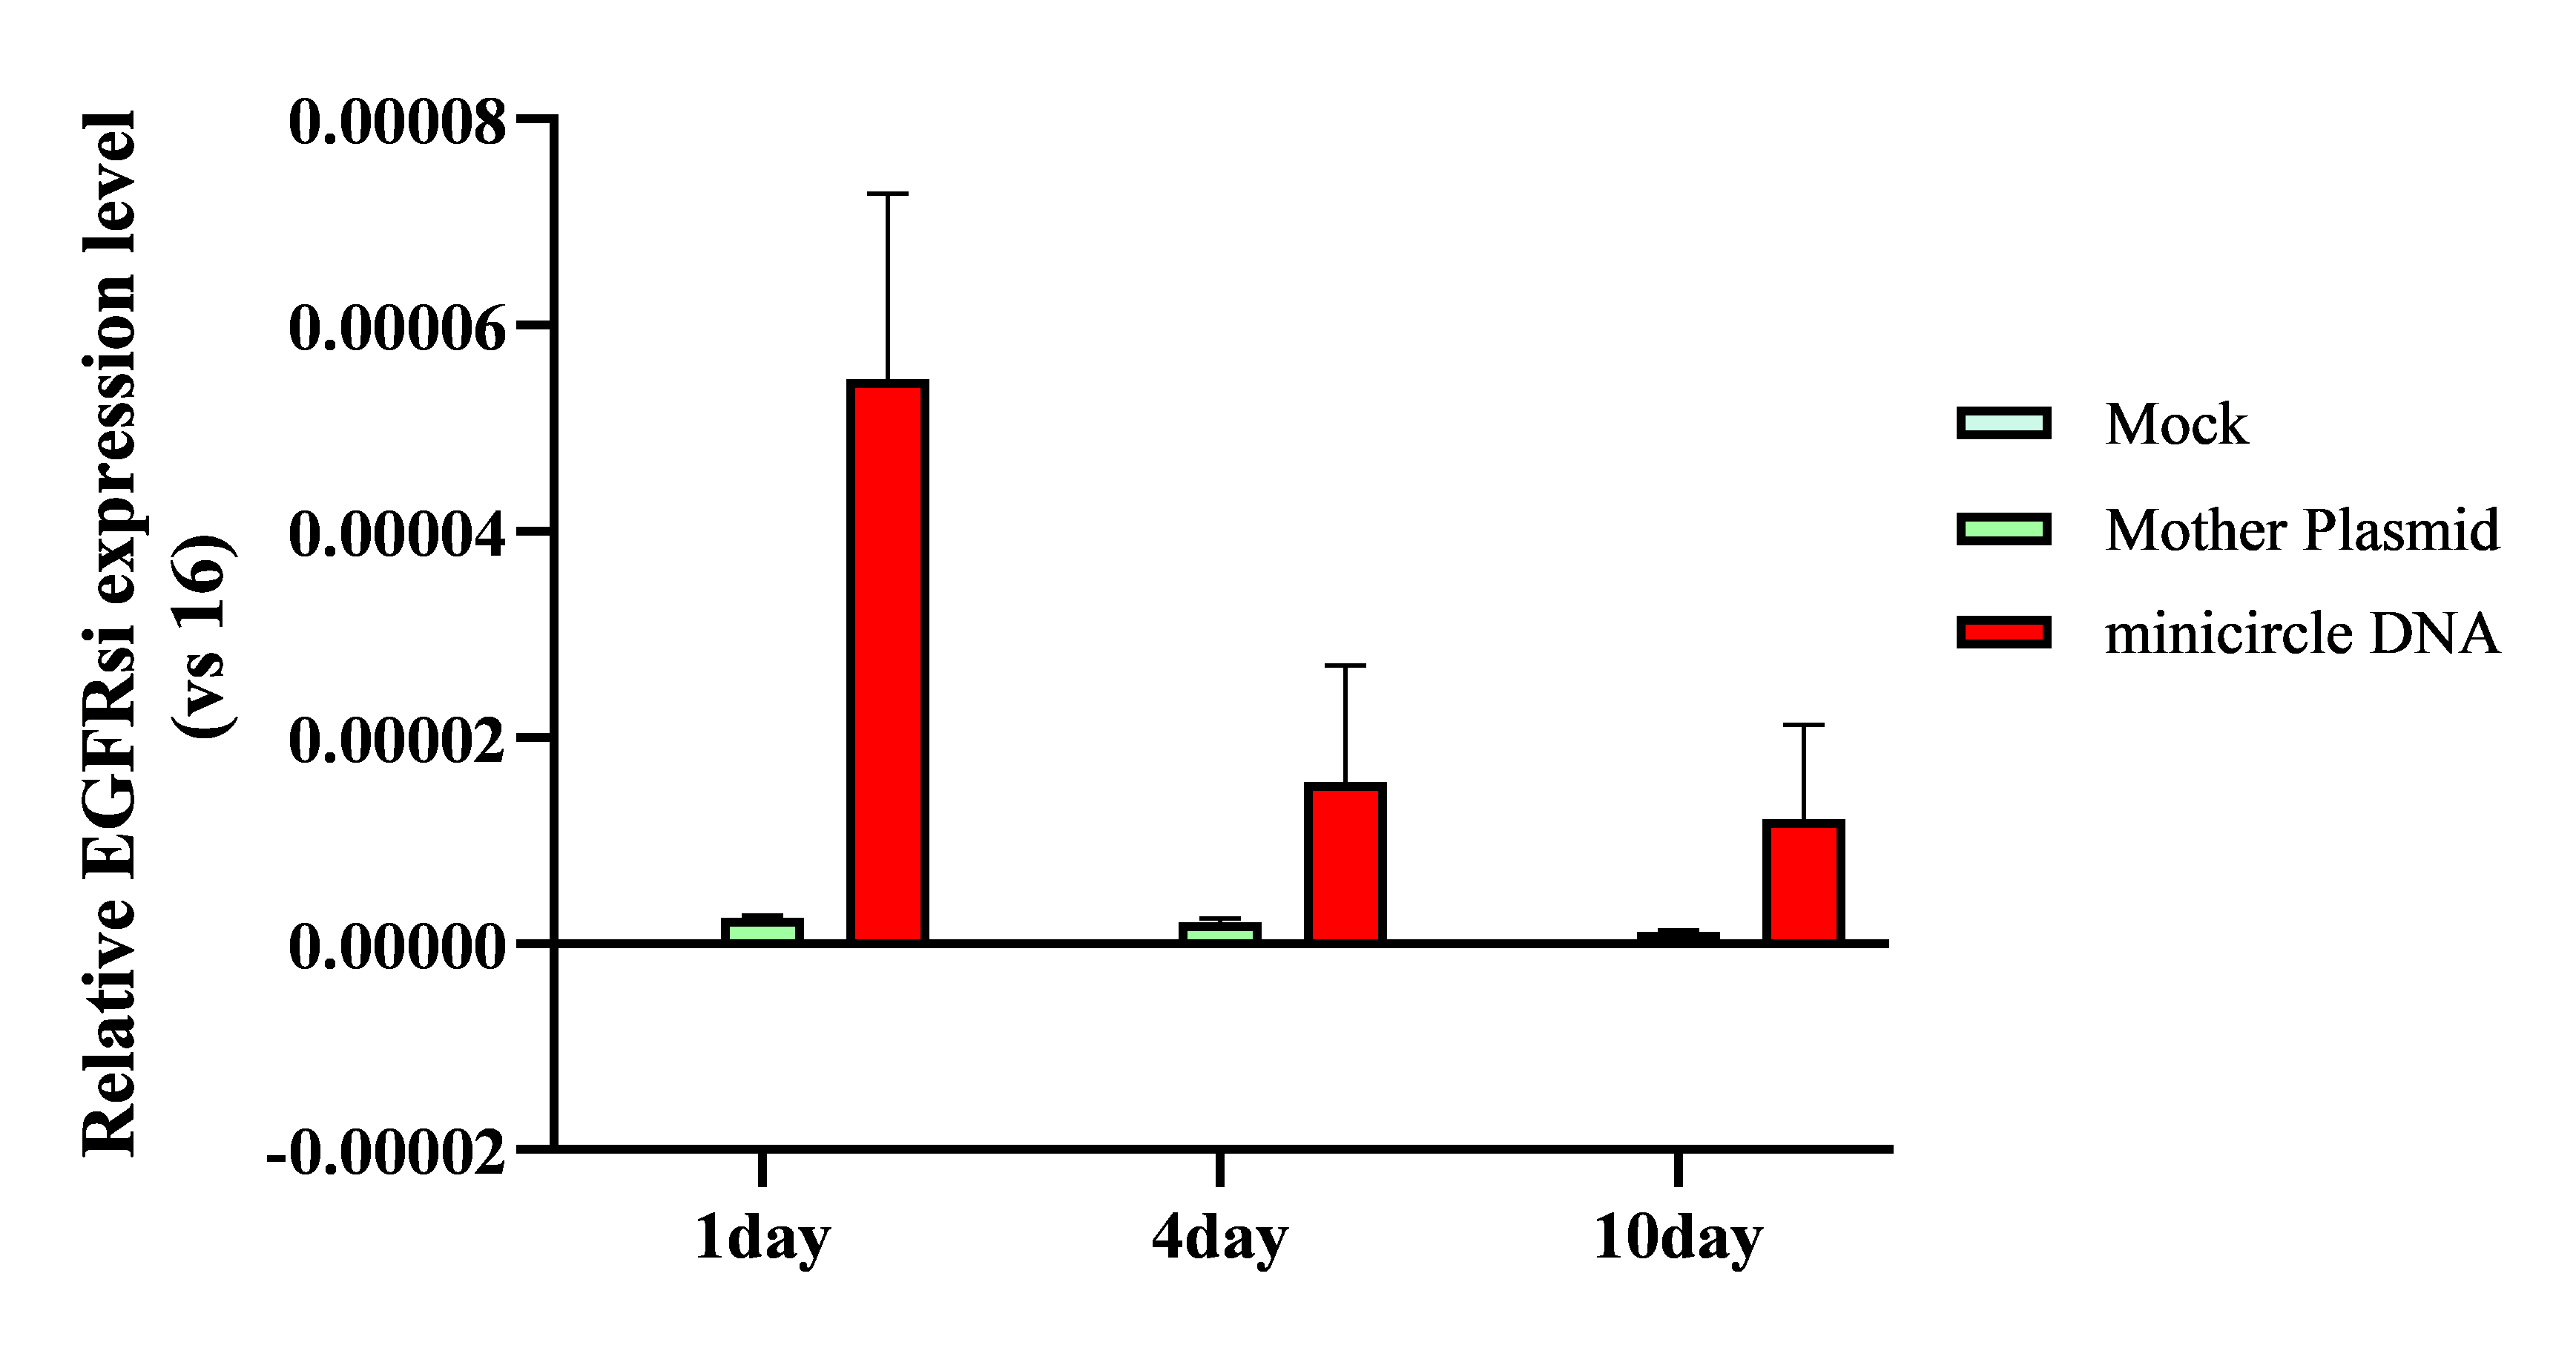 Relative EGFRsi expression level
(vs 16)
0.00008
0.00006
0.00004
0.00002
0.00000
-0.00002
1day
4day
10day
Mock
Mother Plasmid
minicircle DNA